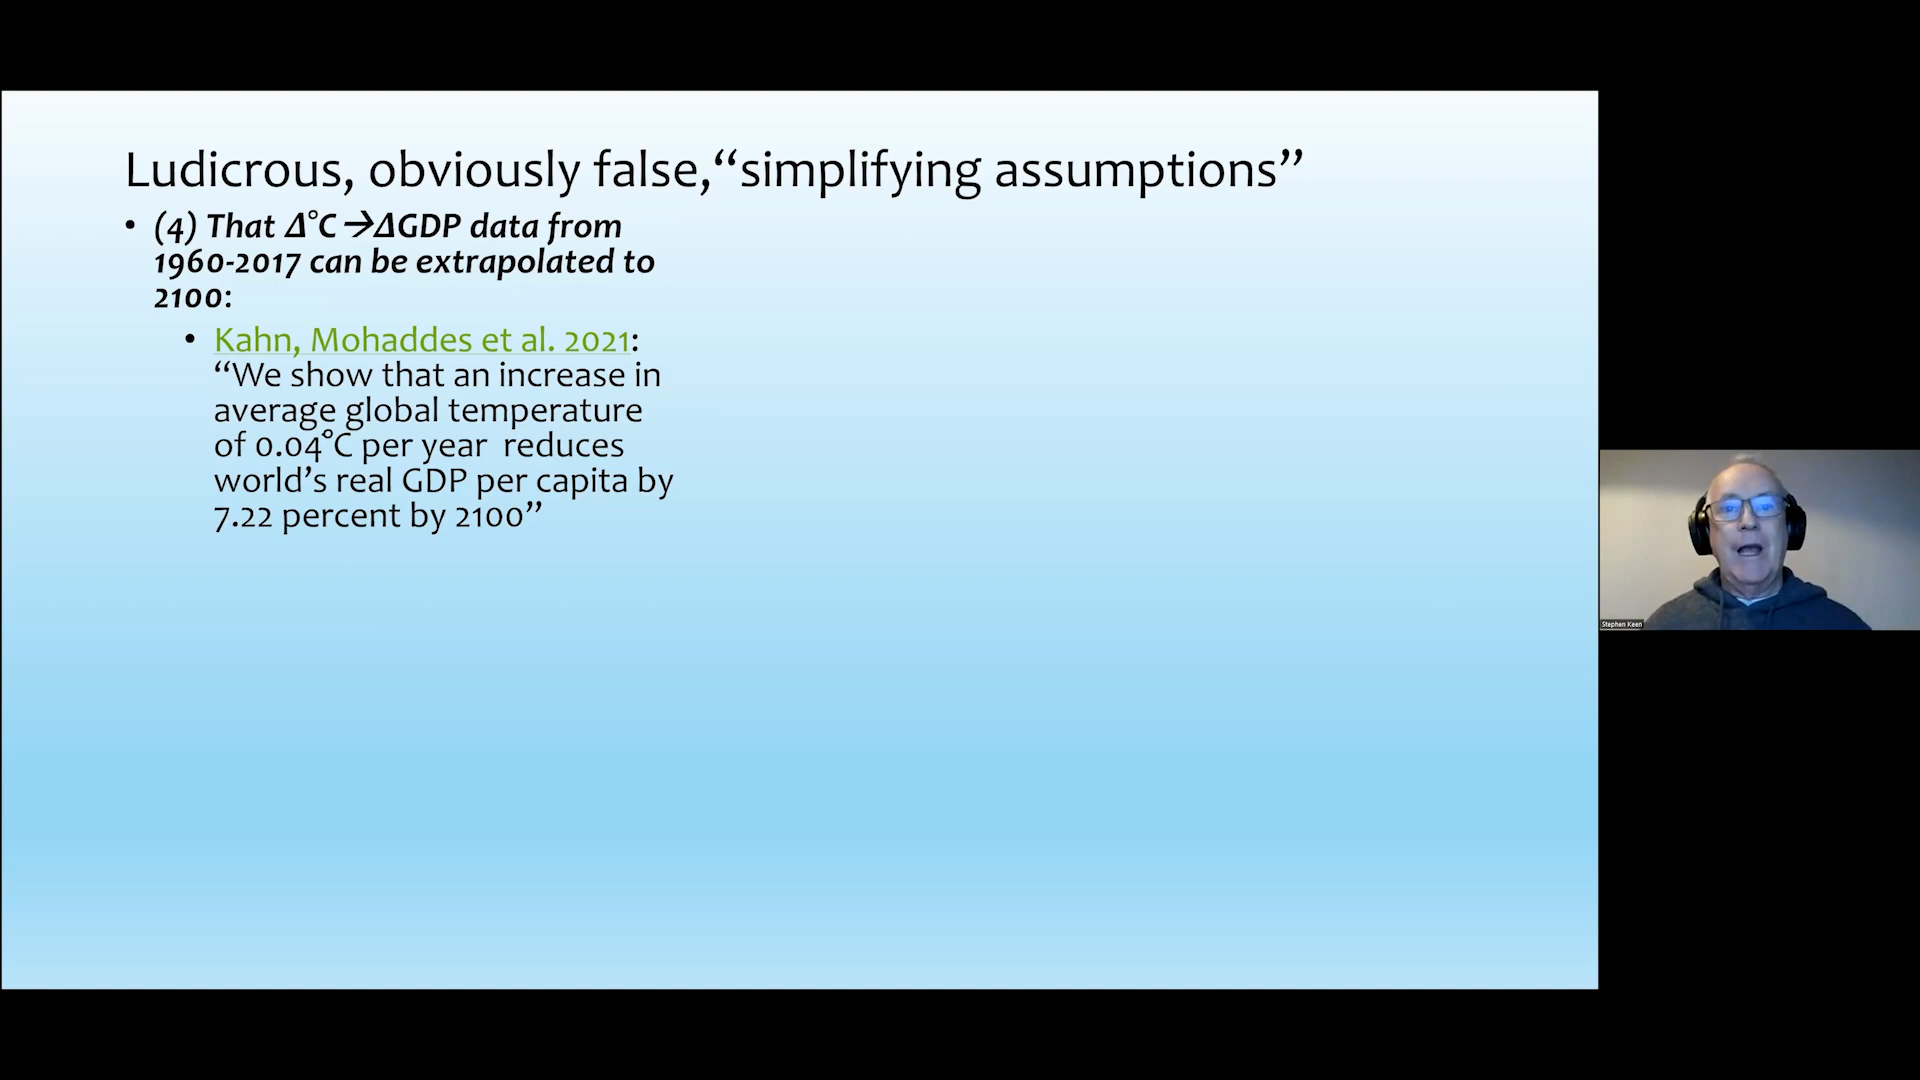 Ludicrous, obviously false,“simplifying assumptions”
• (4) That Δ°C→ΔGDP data from
1960-2017 can be extrapolated to
2100:
• Kahn, Mohaddes et al. 2021:
“We show that an increase in
average global temperature
of 0.04°C per year  reduces
world’s real GDP per capita by
7.22 percent by 2100”
Stephen Keen